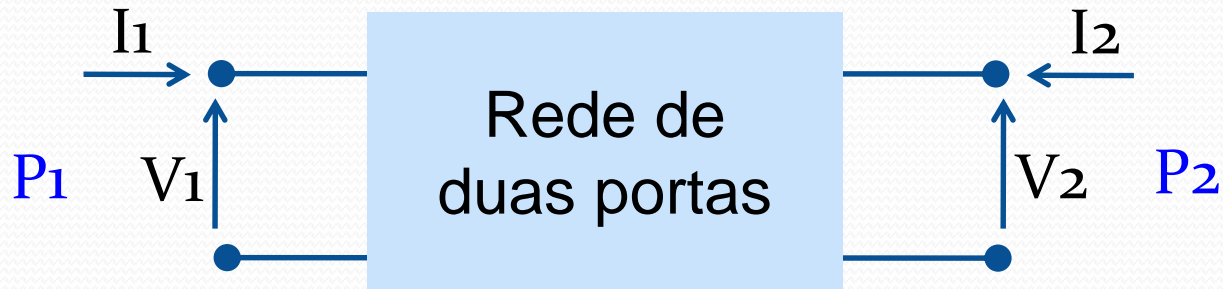 I1
I2
Rede de
duas portas
P1
V1
V2
P2